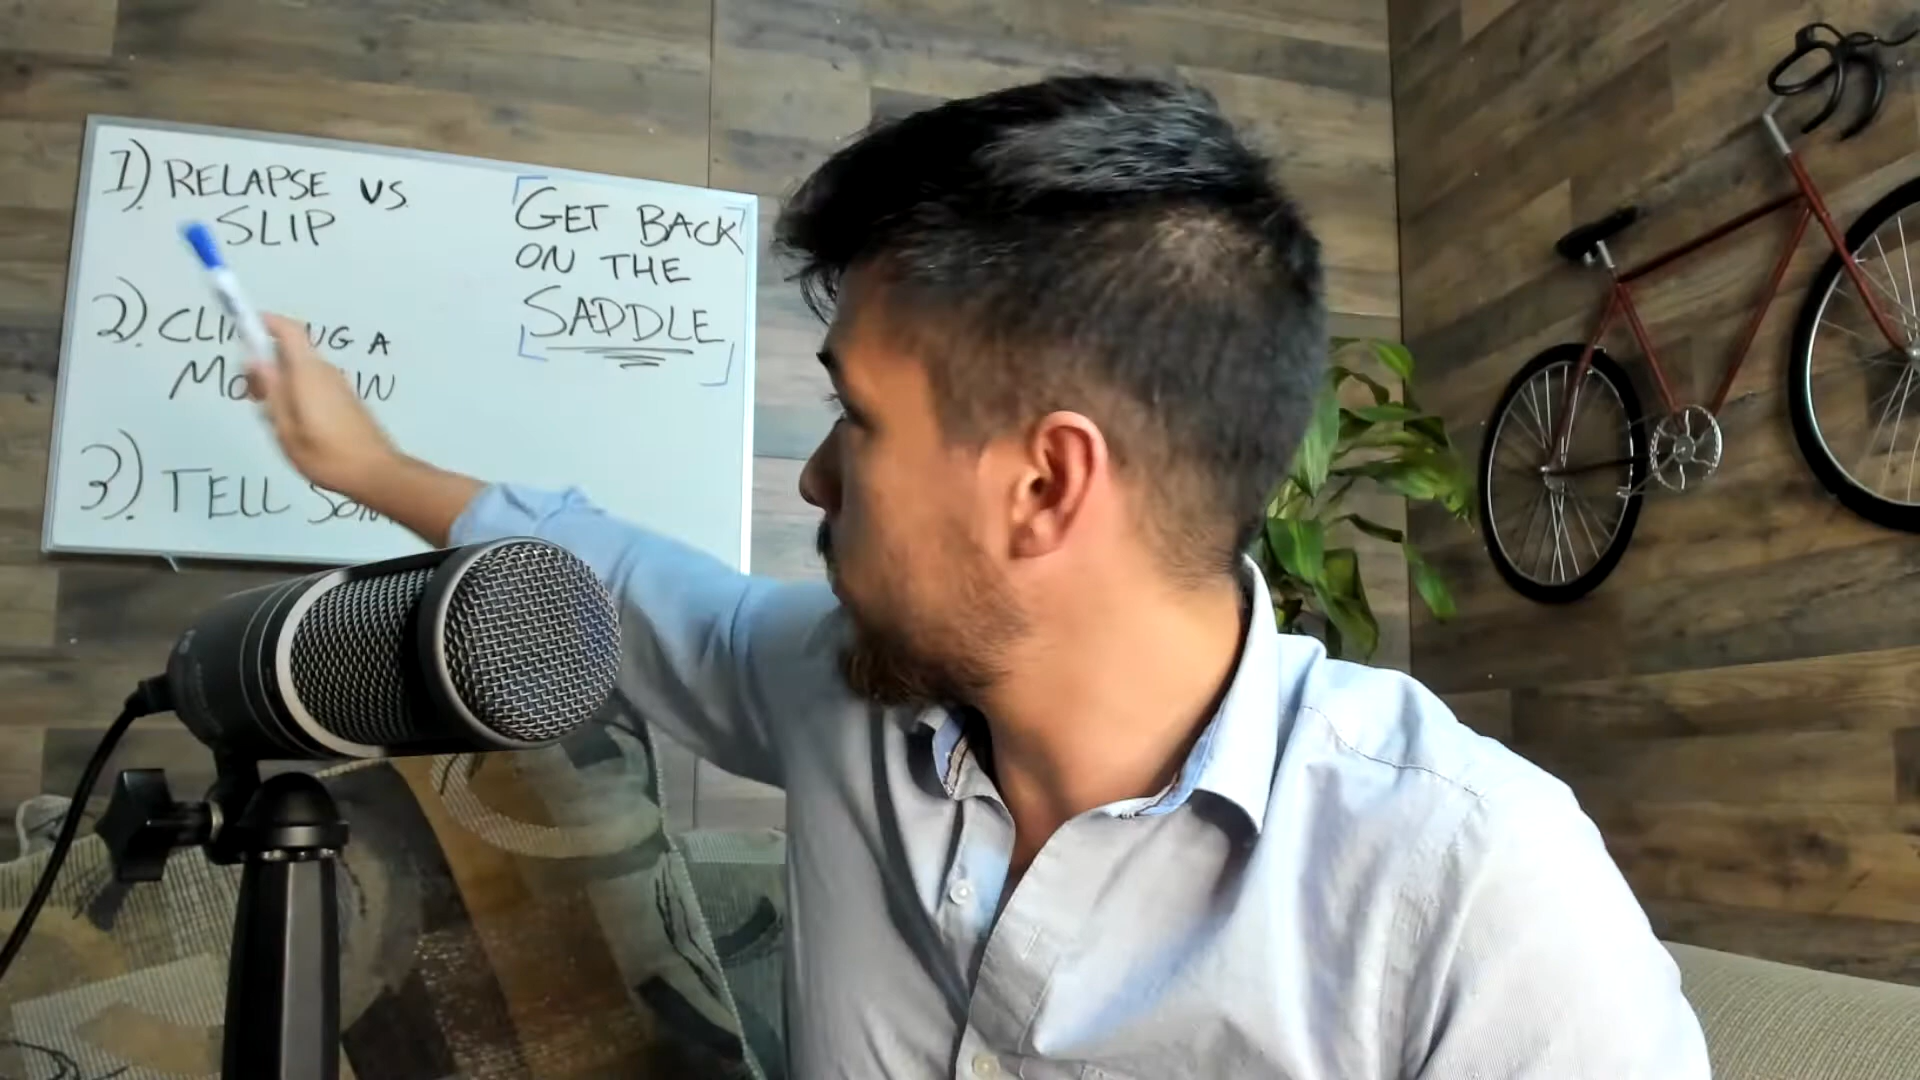 1) RELAPSE VS
SLIP
2) A
3). TELL
GET BACK
ON THE
SADDLE